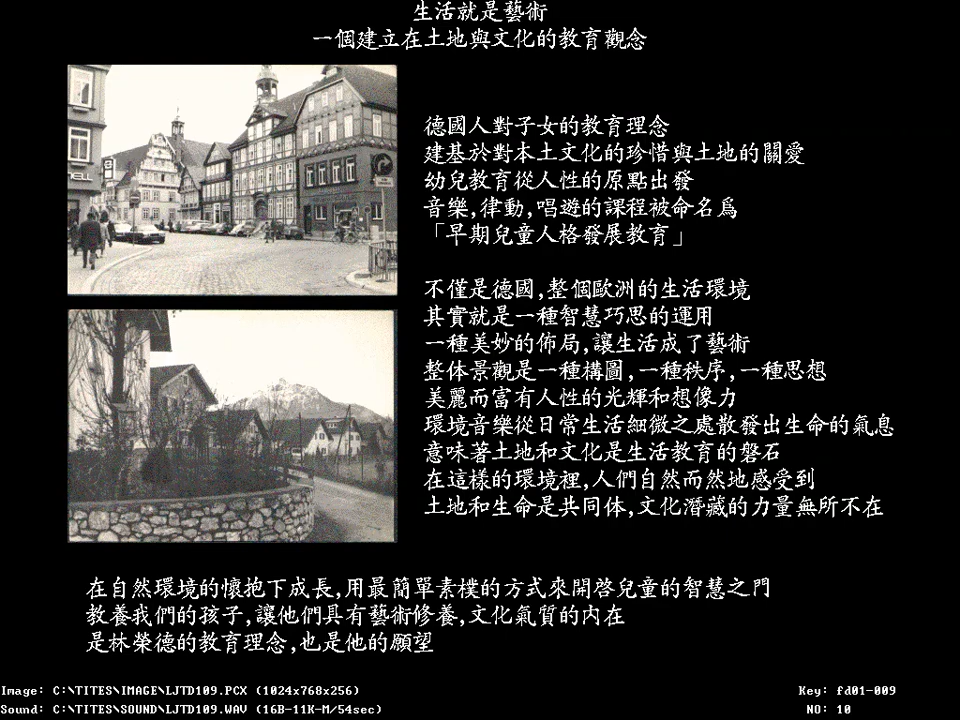 生活就是藝術
一個建立在土地與文化的教育觀念
德國人對子女的教育理念
建基於對本土文化的珍惜與土地的關愛
幼兒教育從人性的原點出發
音樂,律動,唱遊的課程被命名爲
「早期兒童人格發展教育」
不僅是德國,整個歐洲的生活環境
其實就是一種智慧巧思的運用
一種美妙的佈局,讓生活成了藝術
整体景觀是一種構圖,一種秩序,一種思想
美麗而富有人性的光輝和想像力
環境音樂從日常生活細微之處散發出生命的氣息
意味著土地和文化是生活教育的磐石
在這樣的環境裡,人們自然而然地感受到
土地和生命是共同体,文化潛藏的力量無所不在
在自然環境的懷抱下成長,用最簡單素樸的方式來開啓兒童的智慧之門
教養我們的孩子,讓他們具有藝術修養,文化氣質的內在
是林榮德的教育理念,也是他的願望
Image: C:\TITES\IMAGE\LJTD109.PCX (1024x768x256)
Key: fd01-009
Sound: C:\TITES\SOUND\LJTD109.WAV (16B-11K-M/54sec)
NO: 10